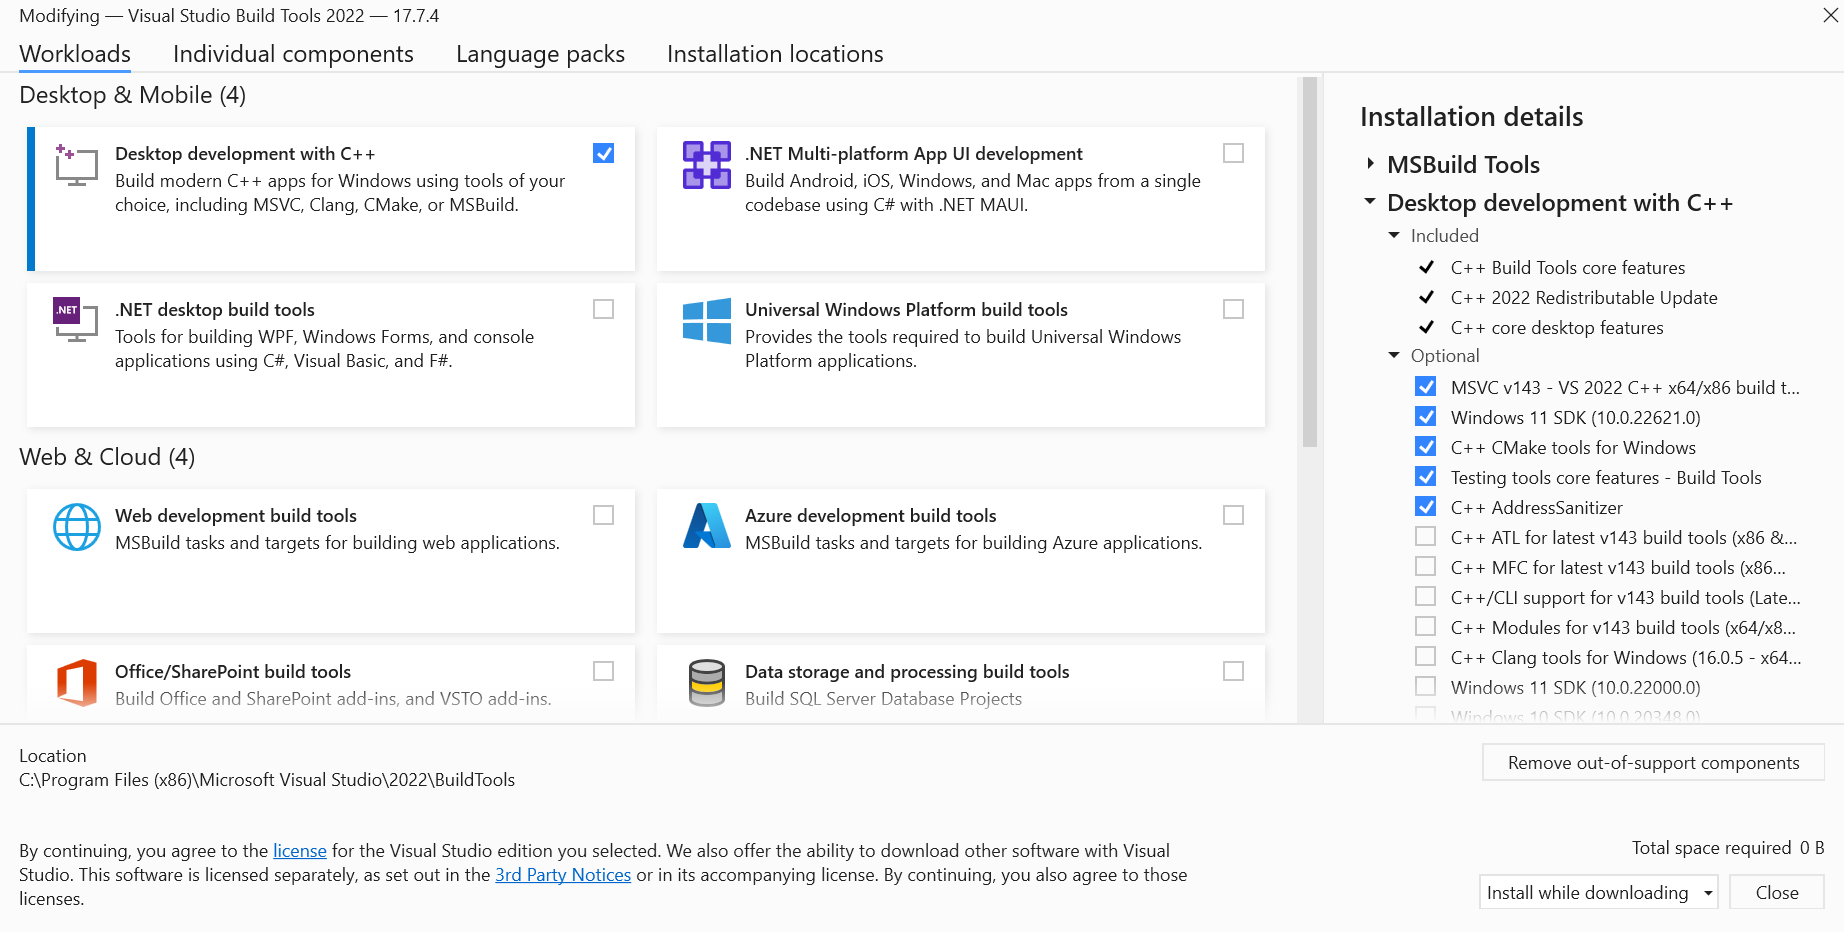 Modifying — Visual Studio Build Tools 2022 — 17.7.4
Workloads
Individual components
Language packs
Installation locations
Desktop & Mobile (4)
Desktop development with C++
Build modern C++ apps for Windows using tools of your
choice, including MSVC, Clang, CMake, or MSBuild.
.NET Multi-platform App UI development
Build Android, iOS, Windows, and Mac apps from a single
codebase using C# with .NET MAUI.
.NET
.NET desktop build tools
Tools for building WPF, Windows Forms, and console
applications using C#, Visual Basic, and F#.
Universal Windows Platform build tools
Provides the tools required to build Universal Windows
Platform applications.
Web & Cloud (4)
Web development build tools
MSBuild tasks and targets for building web applications.
Azure development build tools
MSBuild tasks and targets for building Azure applications.
Office/SharePoint build tools
Build Office and SharePoint add-ins, and VSTO add-ins.
Data storage and processing build tools
Build SQL Server Database Projects
Installation details
MSBuild Tools
Desktop development with C++
Included
C++ Build Tools core features
C++ 2022 Redistributable Update
C++ core desktop features
Optional
MSVC v143 - VS 2022 C++ x64/x86 build t...
Windows 11 SDK (10.0.22621.0)
C++ CMake tools for Windows
Testing tools core features - Build Tools
C++ AddressSanitizer
C++ ATL for latest v143 build tools (x86 &...
C++ MFC for latest v143 build tools (x86...
C++/CLI support for v143 build tools (Late...
C++ Modules for v143 build tools (x64/x8...
C++ Clang tools for Windows (16.0.5 - x64...
Windows 11 SDK (10.0.22000.0)
Windows 10 SDK (10.0.20348.0)
Location
C:\Program Files (x86)\Microsoft Visual Studio\2022\BuildTools
Remove out-of-support components
By continuing, you agree to the license for the Visual Studio edition you selected. We also offer the ability to download other software with Visual
Studio. This software is licensed separately, as set out in the 3rd Party Notices or in its accompanying license. By continuing, you also agree to those
licenses.
Total space required 0 B
Install while downloading
Close